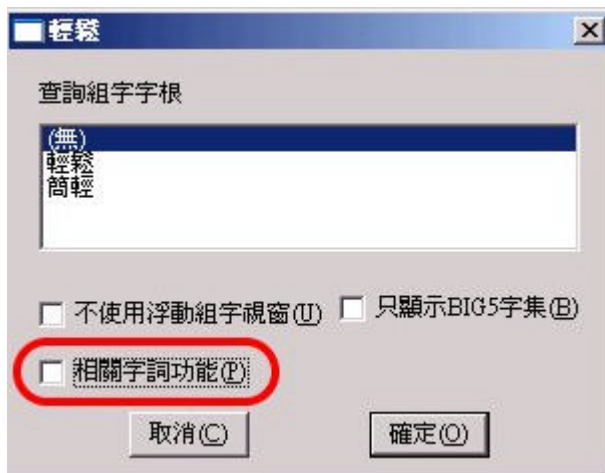 輕鬆
查詢組字字根
(無)
輕鬆
簡輕
不使用浮動組字視窗(U) 只顯示BIG5字集(B)
相關字詞功能(P)
取消(C) 確定(O)